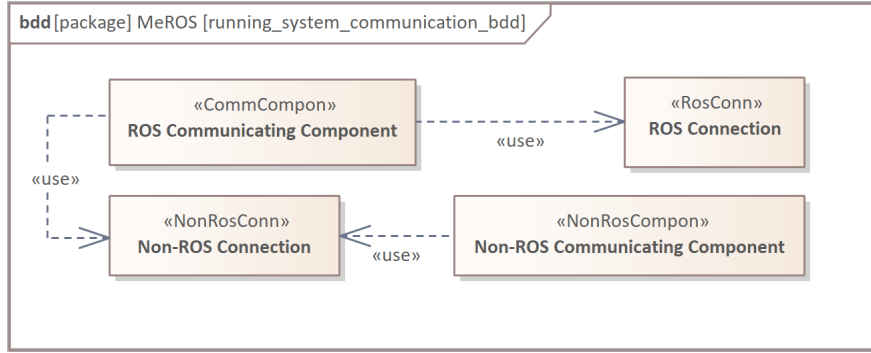 bdd [package] MeROS [running_system_communication_bdd]
«CommCompon»
ROS Communicating Component
«RosConn»
ROS Connection
«use»
«use»
«NonRosConn»
Non-ROS Connection
«NonRosCompon»
Non-ROS Communicating Component
«use»